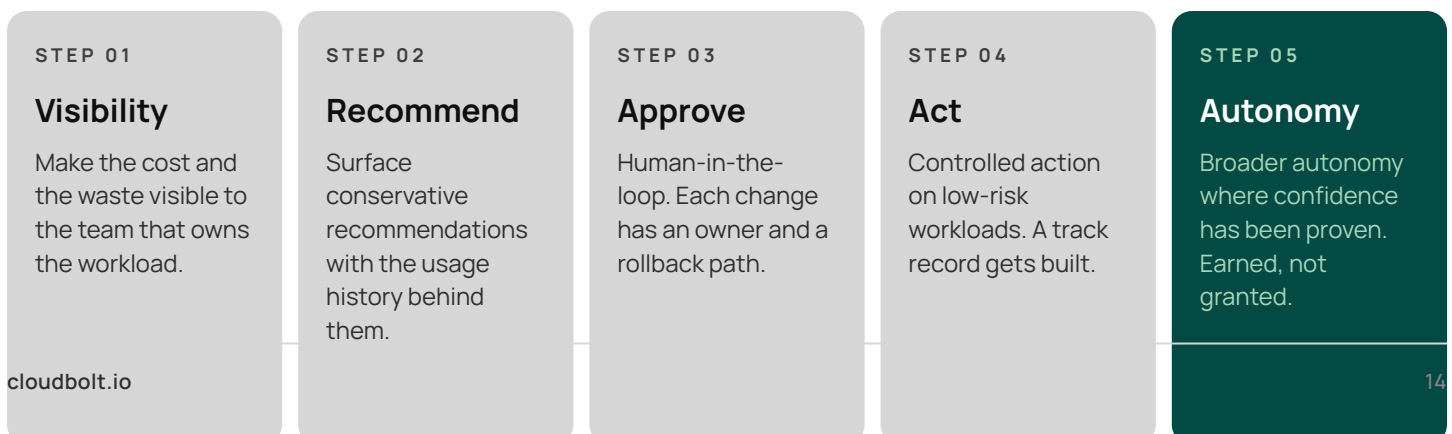 STEP 01
Visibility
Make the cost and
the waste visible to
the team that owns
the workload.
STEP 02
Recommend
Surface
conservative
recommendations
with the usage
history behind
them.
STEP 03
Approve
Human-in-the-
loop. Each change
has an owner and a
rollback path.
STEP 04
Act
Controlled action
on low-risk
workloads. A track
record gets built.
STEP 05
Autonomy
Broader autonomy
where confidence
has been proven.
Earned, not
granted.
cloudbolt.io
14